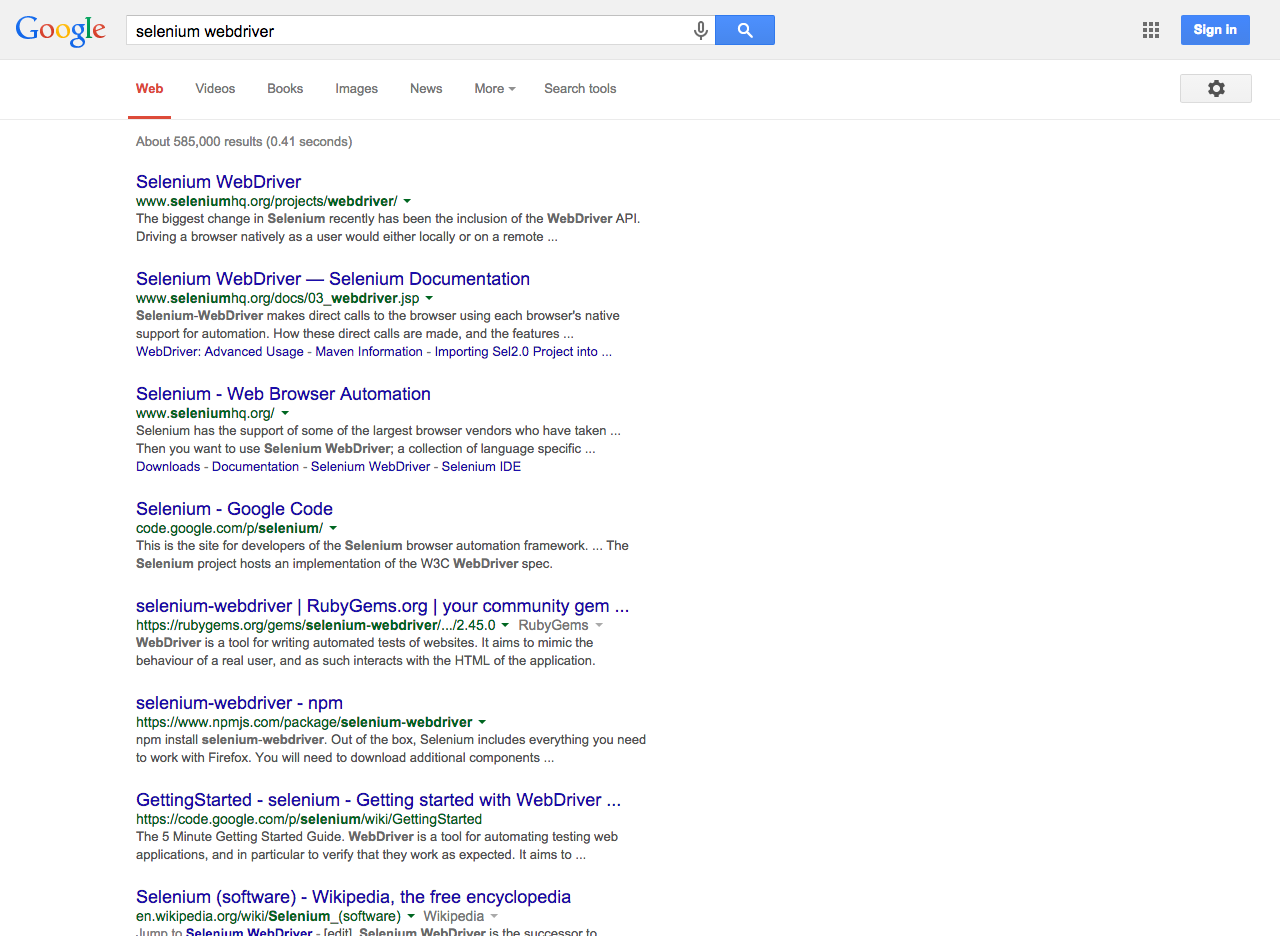 Google
selenium webdriver
Sign in
Web Videos Books Images News More Search tools
About 585,000 results (0.41 seconds)
Selenium WebDriver
www.seleniumhq.org/projects/webdriver/
The biggest change in Selenium recently has been the inclusion of the WebDriver API.
Driving a browser natively as a user would either locally or on a remote ...
Selenium WebDriver — Selenium Documentation
www.seleniumhq.org/docs/03_webdriver.jsp
Selenium-WebDriver makes direct calls to the browser using each browser's native
support for automation. How these direct calls are made, and the features ...
WebDriver: Advanced Usage - Maven Information - Importing Sel2.0 Project into ...
Selenium - Web Browser Automation
www.seleniumhq.org/
Selenium has the support of some of the largest browser vendors who have taken ...
Then you want to use Selenium WebDriver; a collection of language specific ...
Downloads - Documentation - Selenium WebDriver - Selenium IDE
Selenium - Google Code
code.google.com/p/selenium/
This is the site for developers of the Selenium browser automation framework. ... The
Selenium project hosts an implementation of the W3C WebDriver spec.
selenium-webdriver | RubyGems.org | your community gem ...
https://rubygems.org/gems/selenium-webdriver/.../2.45.0 RubyGems
WebDriver is a tool for writing automated tests of websites. It aims to mimic the
behaviour of a real user, and as such interacts with the HTML of the application.
selenium-webdriver - npm
https://www.npmjs.com/package/selenium-webdriver
npm install selenium-webdriver. Out of the box, Selenium includes everything you need
to work with Firefox. You will need to download additional components ...
GettingStarted - selenium - Getting started with WebDriver ...
https://code.google.com/p/selenium/wiki/GettingStarted
The 5 Minute Getting Started Guide. WebDriver is a tool for automating testing web
applications, and in particular to verify that they work as expected. It aims to ...
Selenium (software) - Wikipedia, the free encyclopedia
en.wikipedia.org/wiki/Selenium_(software) Wikipedia
Jump to Selenium WebDriver - [edit]. Selenium WebDriver is the successor to